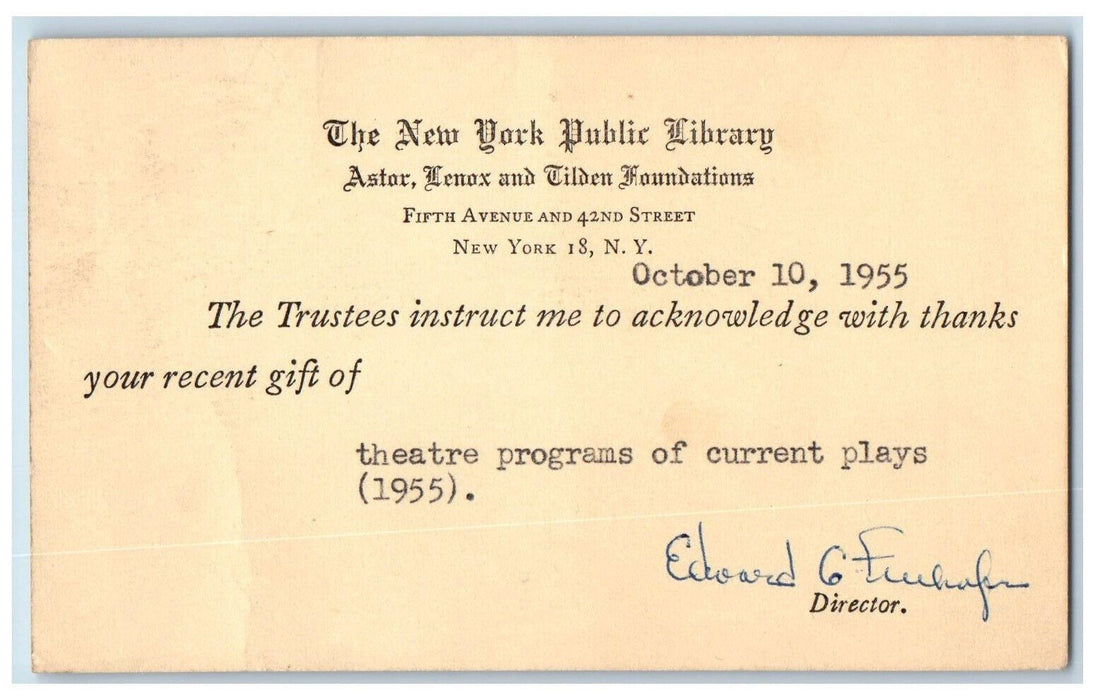 The New York Public Library
Astor, Lenox and Tilden Foundations
Fifth Avenue and 42nd Street
New York 18, N. Y.
October 10, 1955
The Trustees instruct me to acknowledge with thanks
your recent gift of
theatre programs of current plays
(1955).
Edward G Freehafer
Director.